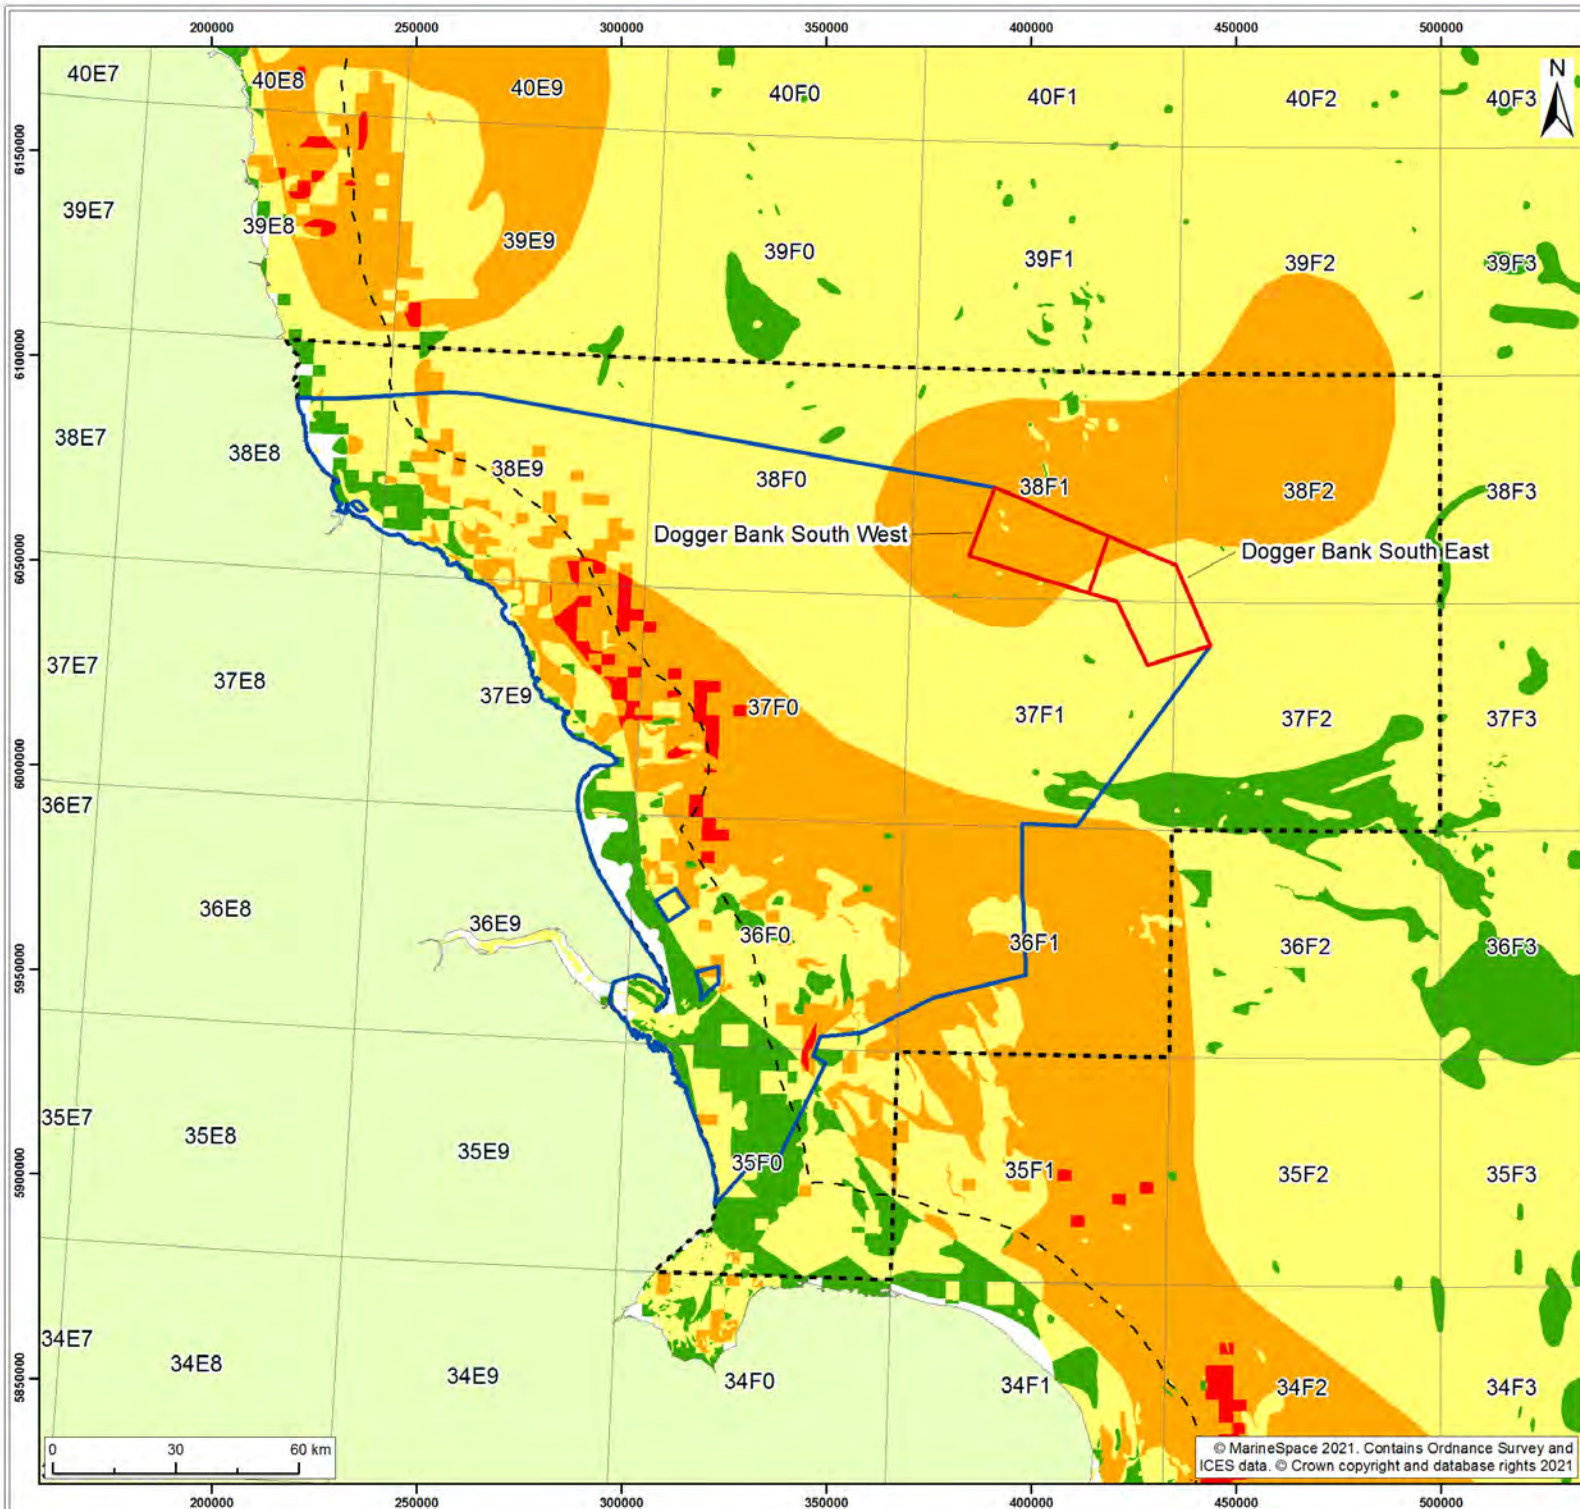 200000 250000 300000 350000 400000 450000 500000
N
40E7 40E8 40E9 40F0 40F1 40F2 40F3
6150000
39E7 39E8 39E9 39F0 39F1 39F2 39F3
6100000
38E7 38E8 38E9 38F0 38F1 38F2 38F3
Dogger Bank South West
Dogger Bank South East
6050000
37E7 37E8 37E9 37F0 37F1 37F2 37F3
6000000
36E7 36E8 36E9 36F0 36F1 36F2 36F3
5950000
35E7 35E8 35E9 35F0 35F1 35F2 35F3
5900000
34E7 34E8 34E9 34F0 34F1 34F2 34F3
5850000
0 30 60 km
© MarineSpace 2021. Contains Ordnance Survey and
ICES data. © Crown copyright and database rights 2021
200000 250000 300000 350000 400000 450000 500000